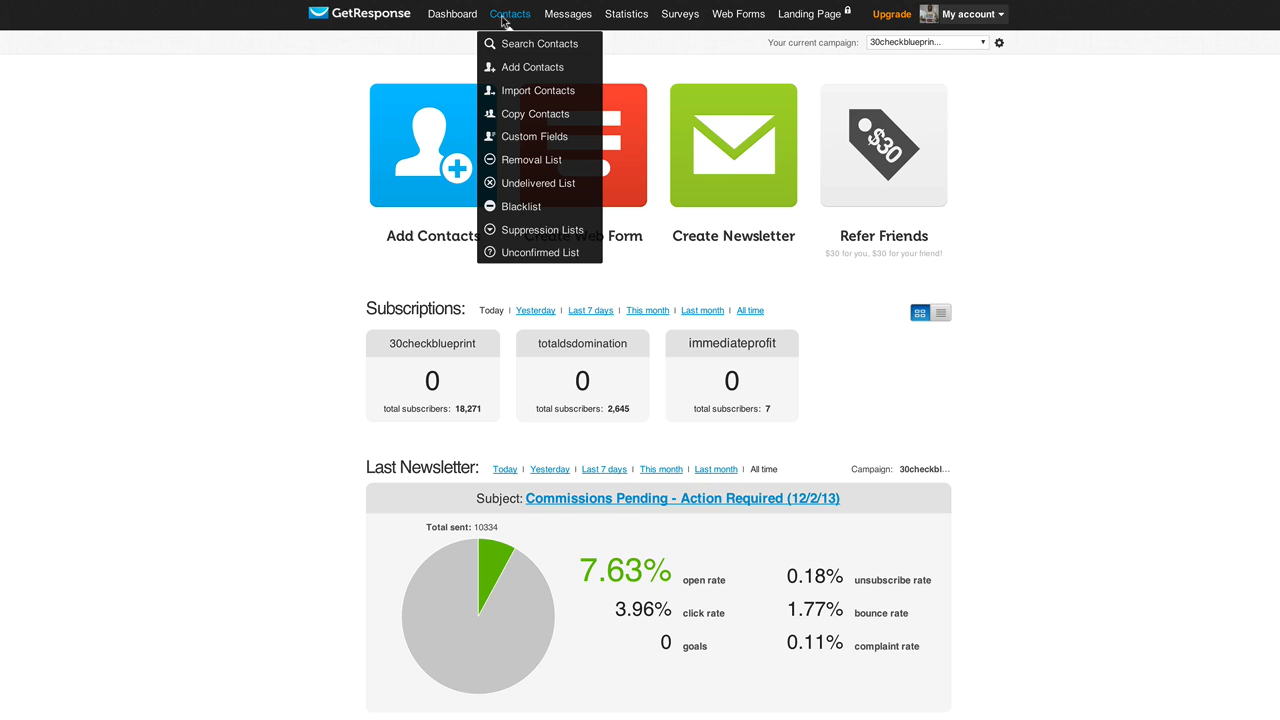 GetResponse Dashboard Contacts Messages Statistics Surveys Web Forms Landing Page Upgrade My account
Your current campaign: 30checkblueprin...
Search Contacts
Add Contacts
Import Contacts
Copy Contacts
Custom Fields
Removal List
Undelivered List
Blacklist
Suppression Lists
Unconfirmed List
$30
Add Contacts Create Web Form Create Newsletter Refer Friends
$30 for you, $30 for your friend!
Subscriptions: Today | Yesterday | Last 7 days | This month | Last month | All time
30checkblueprint totaldsdomination immediateprofit
0 0 0
total subscribers: 18,271 total subscribers: 2,645 total subscribers: 7
Last Newsletter: Today | Yesterday | Last 7 days | This month | Last month | All time Campaign: 30checkbl...
Subject: Commissions Pending - Action Required (12/2/13)
Total sent: 10334
7.63% open rate 0.18% unsubscribe rate
3.96% click rate 1.77% bounce rate
0 goals 0.11% complaint rate